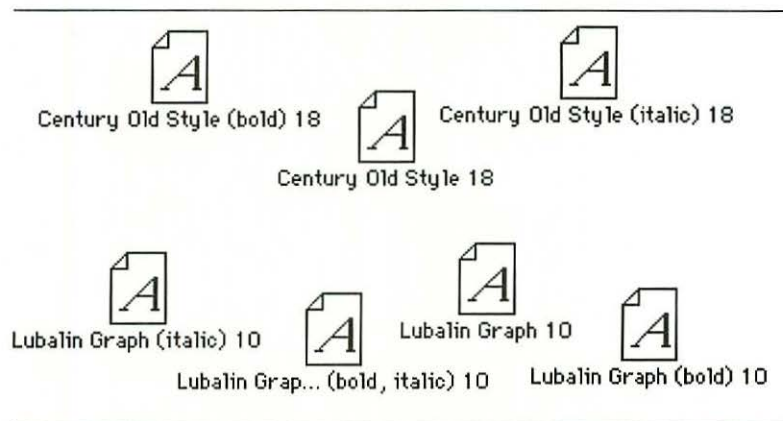 A
Century Old Style (bold) 18
A
Century Old Style (italic) 18
A
Century Old Style 18
A
Lubalin Graph (italic) 10
A
Lubalin Grap... (bold, italic) 10
A
Lubalin Graph 10
A
Lubalin Graph (bold) 10